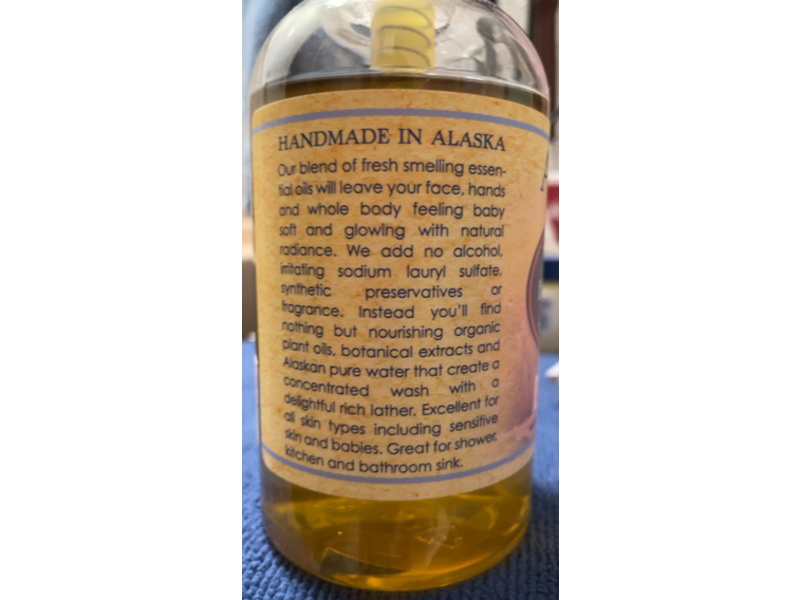 HANDMADE IN ALASKA
Our blend of fresh smelling essen-
tial oils will leave your face, hands
and whole body feeling baby
soft and glowing with natural
radiance. We add no alcohol,
irritating sodium lauryl sulfate,
synthetic preservatives or
fragrance. Instead you'll find
nothing but nourishing organic
plant oils, botanical extracts and
Alaskan pure water that create a
concentrated wash with a
delightful rich lather. Excellent for
all skin types including sensitive
skin and babies. Great for shower,
kitchen and bathroom sink.